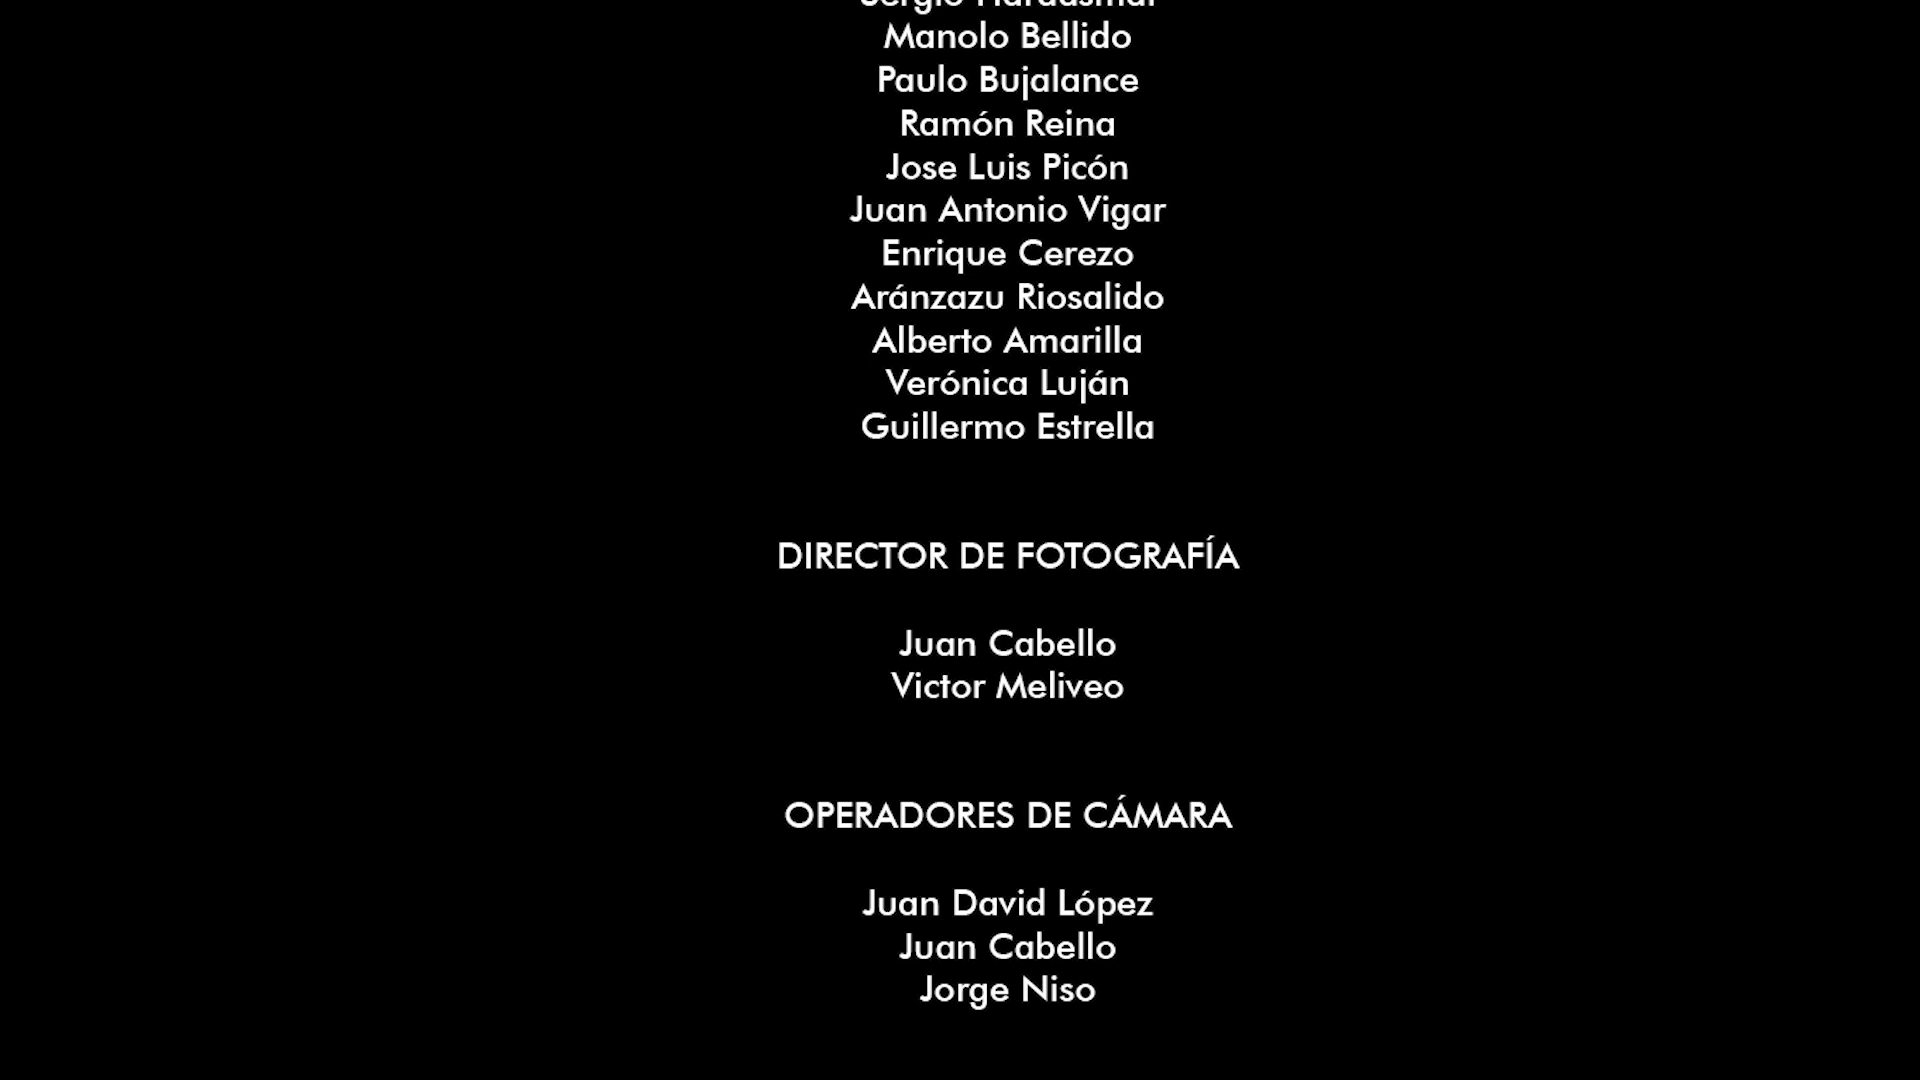 Sergio
Manolo Bellido
Paulo Bujalance
Ramón Reina
Jose Luis Picón
Juan Antonio Vigar
Enrique Cerezo
Aránzazu Riosalido
Alberto Amarilla
Verónica Luján
Guillermo Estrella
DIRECTOR DE FOTOGRAFÍA
Juan Cabello
Victor Meliveo
OPERADORES DE CÁMARA
Juan David López
Juan Cabello
Jorge Niso